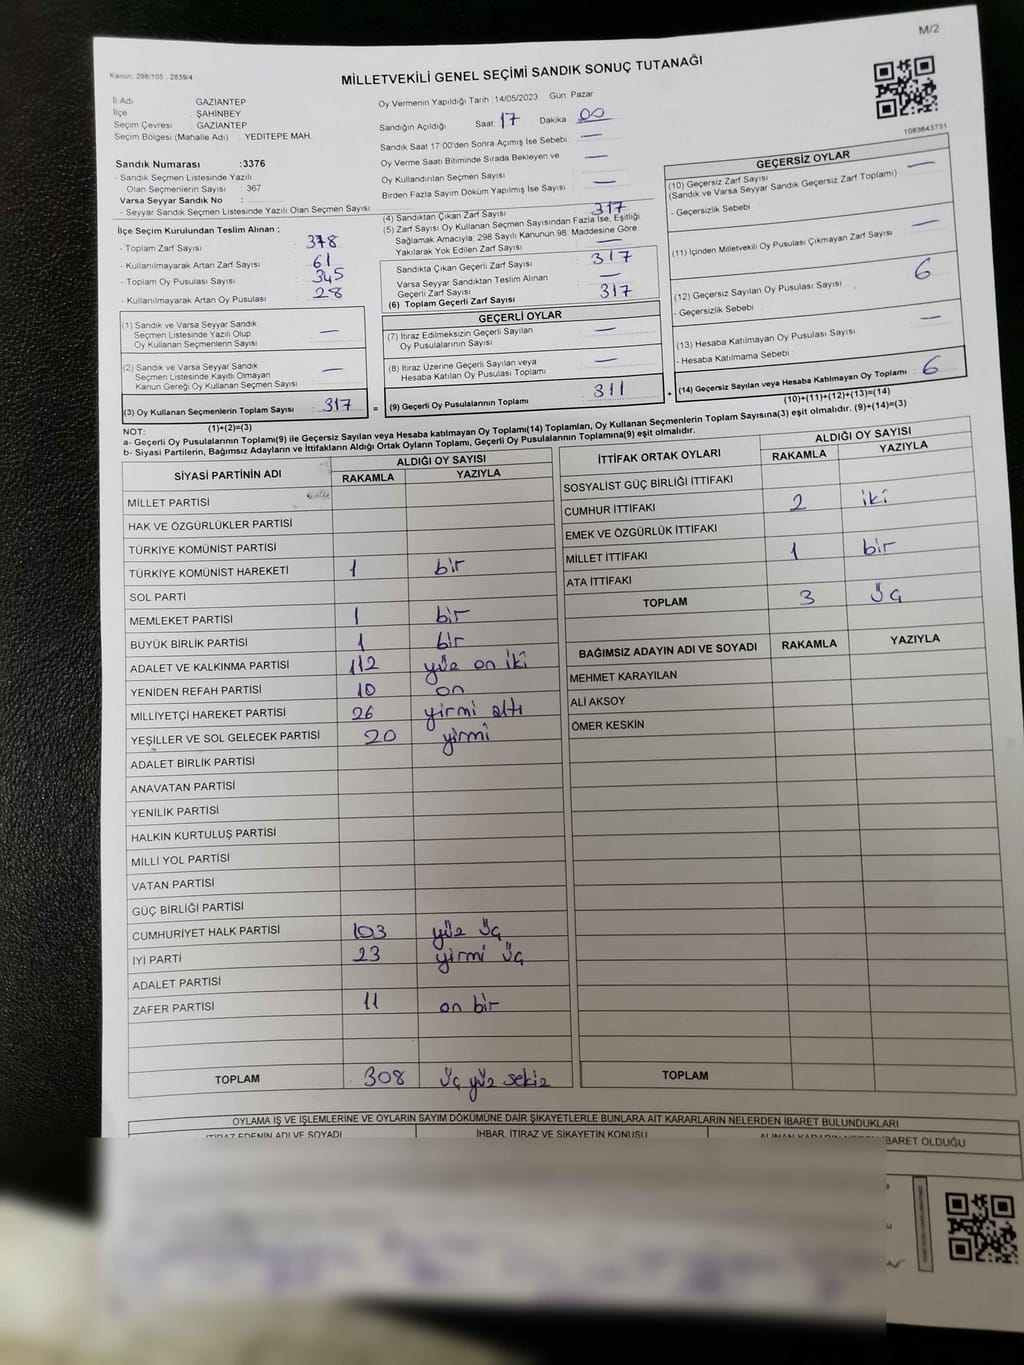 M/2
Kanun: 298/105 , 2839/4
MİLLETVEKİLİ GENEL SEÇİMİ SANDIK SONUÇ TUTANAĞI
1083643731
İl Adı GAZİANTEP
İlçe : ŞAHİNBEY
Seçim Çevresi : GAZİANTEP
Seçim Bölgesi (Mahalle Adı) : YEDİTEPE MAH.
Sandık Numarası :3376
- Sandık Seçmen Listesinde Yazılı
Olan Seçmenlerin Sayısı : 367
Varsa Seyyar Sandık No :
- Seyyar Sandık Seçmen Listesinde Yazılı Olan Seçmen Sayısı:
İlçe Seçim Kurulundan Teslim Alınan ;
- Toplam Zarf Sayısı : 378
- Kullanılmayarak Artan Zarf Sayısı : 61
- Toplam Oy Pusulası Sayısı : 345
- Kullanılmayarak Artan Oy Pusulası : 28
(1) Sandık ve Varsa Seyyar Sandık
Seçmen Listesinde Yazılı Olup
Oy Kullanan Seçmenlerin Sayısı : —
(2) Sandık ve Varsa Seyyar Sandık
Seçmen Listesinde Kayıtlı Olmayan
Kanun Gereği Oy Kullanan Seçmen Sayısı : —
(3) Oy Kullanan Seçmenlerin Toplam Sayısı : 317 =
(1)+(2)=(3)
Oy Vermenin Yapıldığı Tarih :14/05/2023 Gün: Pazar
Sandığın Açıldığı Saat: 17 Dakika : 00
Sandık Saat 17:00'den Sonra Açımış İse Sebebi : —
Oy Verme Saati Bitiminde Sırada Bekleyen ve
Oy Kullandırılan Seçmen Sayısı : —
Birden Fazla Sayım Döküm Yapılmış İse Sayısı : —
(4) Sandıktan Çıkan Zarf Sayısı : 317
(5) Zarf Sayısı Oy Kullanan Seçmen Sayısından Fazla İse, Eşitliği
Sağlamak Amacıyla; 298 Sayılı Kanunun 98. Maddesine Göre
Yakılarak Yok Edilen Zarf Sayısı : —
Sandıkta Çıkan Geçerli Zarf Sayısı : 317
Varsa Seyyar Sandıktan Teslim Alınan
Geçerli Zarf Sayısı : —
(6) Toplam Geçerli Zarf Sayısı : 317
GEÇERLİ OYLAR
(7) İtiraz Edilmeksizin Geçerli Sayılan
Oy Pusulalarının Sayısı : —
(8) İtiraz Üzerine Geçerli Sayılan veya
Hesaba Katılan Oy Pusulası Toplamı : —
(9) Geçerli Oy Pusulalarının Toplamı : 311 +
GEÇERSİZ OYLAR
(10) Geçersiz Zarf Sayısı
(Sandık ve Varsa Seyyar Sandık Geçersiz Zarf Toplamı) : —
- Geçersizlik Sebebi :
(11) İçinden Milletvekili Oy Pusulası Çıkmayan Zarf Sayısı : —
(12) Geçersiz Sayılan Oy Pusulası Sayısı : 6
- Geçersizlik Sebebi :
(13) Hesaba Katılmayan Oy Pusulası Sayısı : —
- Hesaba Katılmama Sebebi :
(14) Geçersiz Sayılan veya Hesaba Katılmayan Oy Toplamı : 6
(10)+(11)+(12)+(13)=(14)
NOT:
a- Geçerli Oy Pusulalarının Toplamı(9) ile Geçersiz Sayılan veya Hesaba katılmayan Oy Toplamı(14) Toplamları, Oy Kullanan Seçmenlerin Toplam Sayısına(3) eşit olmalıdır. (9)+(14)=(3)
b- Siyasi Partilerin, Bağımsız Adayların ve İttifakların Aldığı Ortak Oyların Toplamı, Geçerli Oy Pusulalarının Toplamına(9) eşit olmalıdır.
SİYASİ PARTİNİN ADI ALDIĞI OY SAYISI
RAKAMLA YAZIYLA
MİLLET PARTİSİ
HAK VE ÖZGÜRLÜKLER PARTİSİ
TÜRKİYE KOMÜNİST PARTİSİ
TÜRKİYE KOMÜNİST HAREKETİ 1 bir
SOL PARTİ
MEMLEKET PARTİSİ 1 bir
BÜYÜK BİRLİK PARTİSİ 1 bir
ADALET VE KALKINMA PARTİSİ 112 yüz on iki
YENİDEN REFAH PARTİSİ 10 on
MİLLİYETÇİ HAREKET PARTİSİ 26 yirmi altı
YEŞİLLER VE SOL GELECEK PARTİSİ 20 yirmi
ADALET BİRLİK PARTİSİ
ANAVATAN PARTİSİ
YENİLİK PARTİSİ
HALKIN KURTULUŞ PARTİSİ
MİLLİ YOL PARTİSİ
VATAN PARTİSİ
GÜÇ BİRLİĞİ PARTİSİ
CUMHURİYET HALK PARTİSİ 103 yüz üç
İYİ PARTİ 23 yirmi üç
ADALET PARTİSİ
ZAFER PARTİSİ 11 on bir
TOPLAM 308 üç yüz sekiz
İTTİFAK ORTAK OYLARI ALDIĞI OY SAYISI
RAKAMLA YAZIYLA
SOSYALİST GÜÇ BİRLİĞİ İTTİFAKI
CUMHUR İTTİFAKI 2 iki
EMEK VE ÖZGÜRLÜK İTTİFAKI
MİLLET İTTİFAKI 1 bir
ATA İTTİFAKI
TOPLAM 3 üç
BAĞIMSIZ ADAYIN ADI VE SOYADI RAKAMLA YAZIYLA
MEHMET KARAYILAN
ALİ AKSOY
ÖMER KESKİN
TOPLAM
OYLAMA İŞ VE İŞLEMLERİNE VE OYLARIN SAYIM DÖKÜMÜNE DAİR ŞİKAYETLERLE BUNLARA AİT KARARLARIN NELERDEN İBARET BULUNDUKLARI
İTİRAZ EDENİN ADI VE SOYADI İHBAR, İTİRAZ VE ŞİKAYETİN KONUSU ALINAN KARARIN NEDEN İBARET OLDUĞU